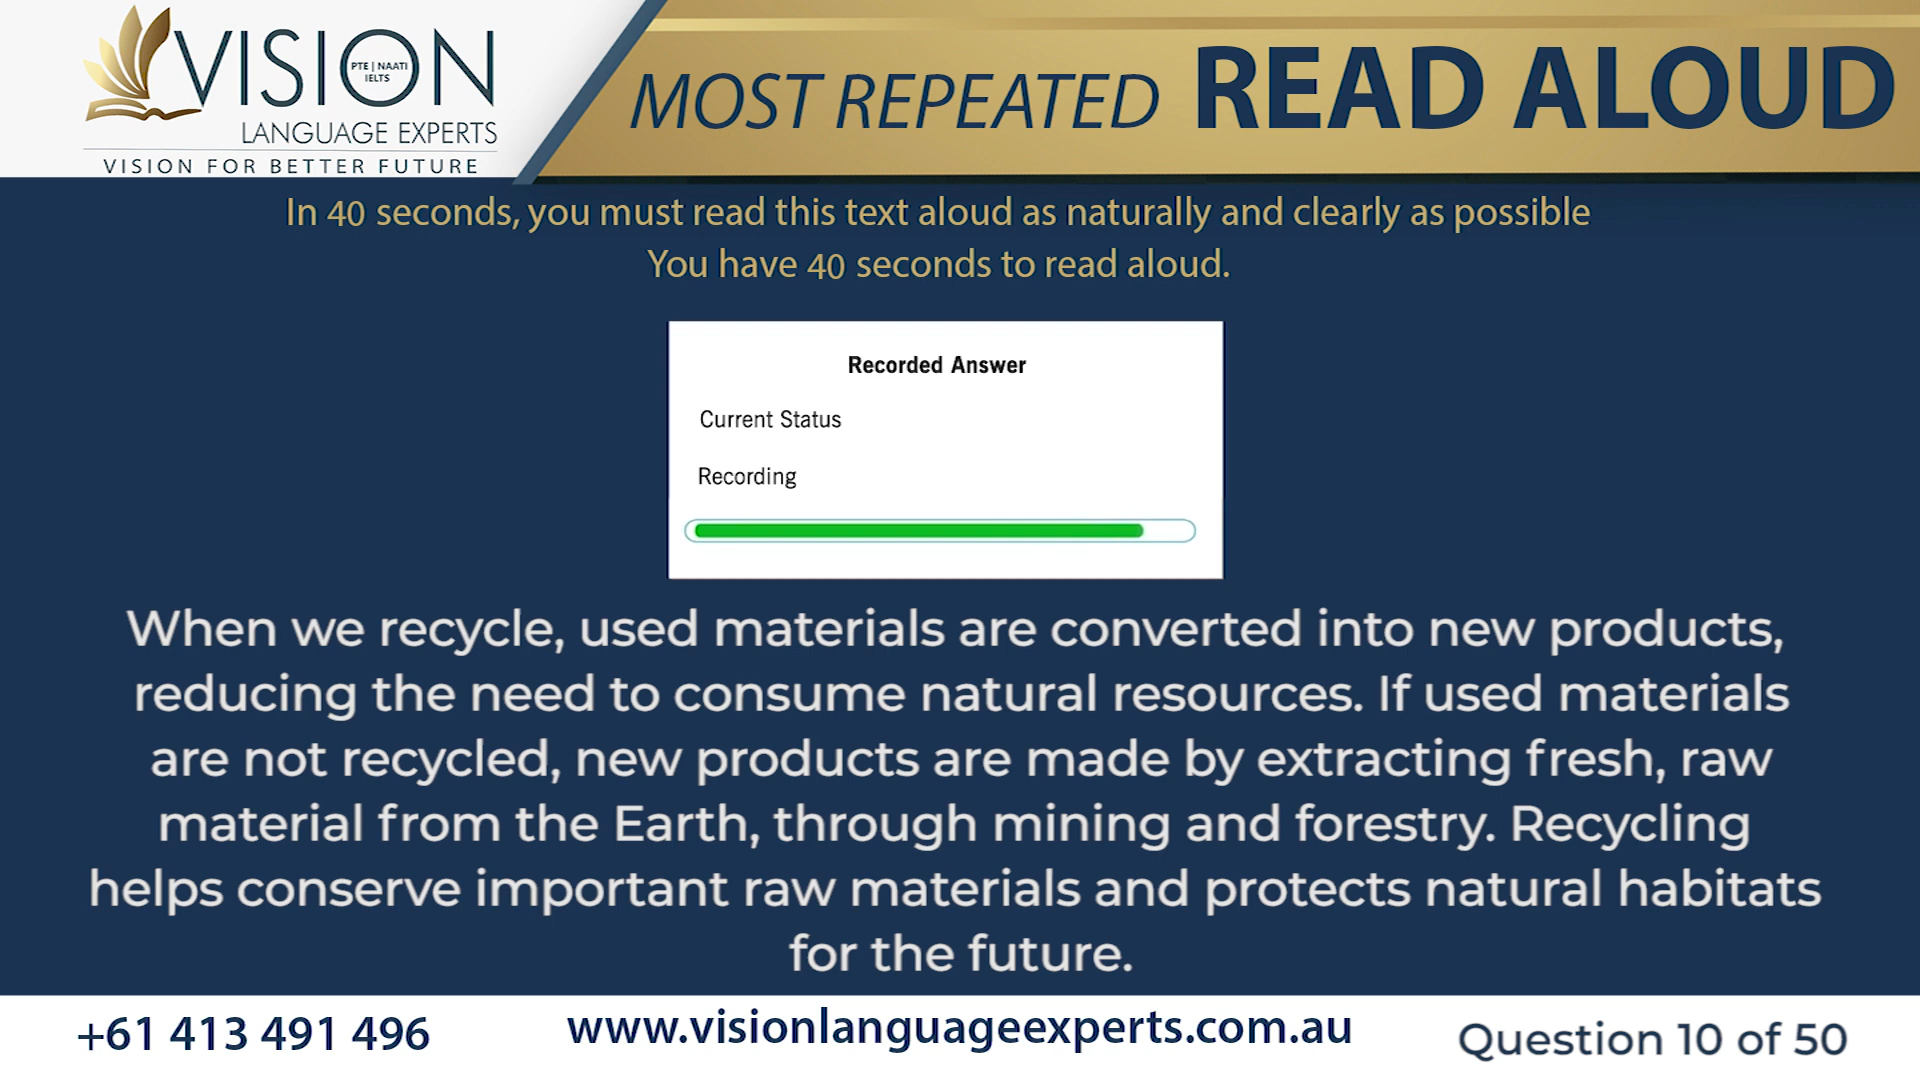 VISION
PTE | NAATI
IELTS
LANGUAGE EXPERTS
VISION FOR BETTER FUTURE
MOST REPEATED READ ALOUD
In 40 seconds, you must read this text aloud as naturally and clearly as possible
You have 40 seconds to read aloud.
Recorded Answer
Current Status
Recording
When we recycle, used materials are converted into new products,
reducing the need to consume natural resources. If used materials
are not recycled, new products are made by extracting fresh, raw
material from the Earth, through mining and forestry. Recycling
helps conserve important raw materials and protects natural habitats
for the future.
+61 413 491 496
www.visionlanguageexperts.com.au
Question 10 of 50